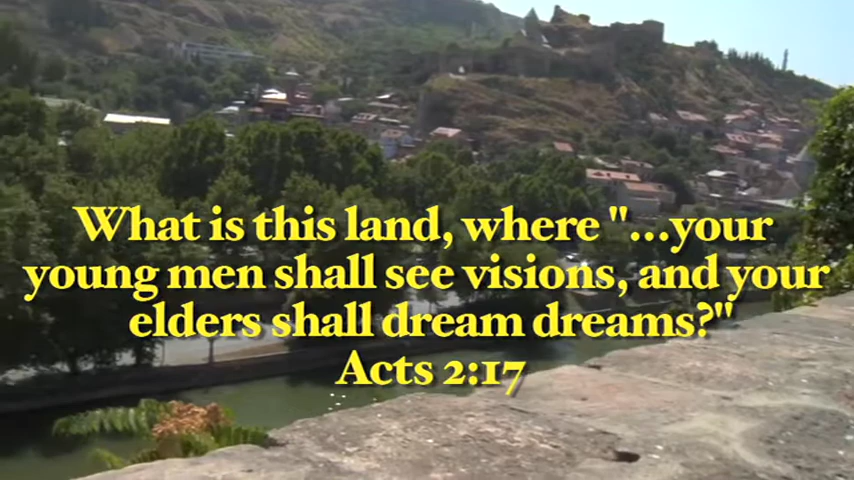 What is this land, where "...your
young men shall see visions, and your
elders shall dream dreams?"
Acts 2:17